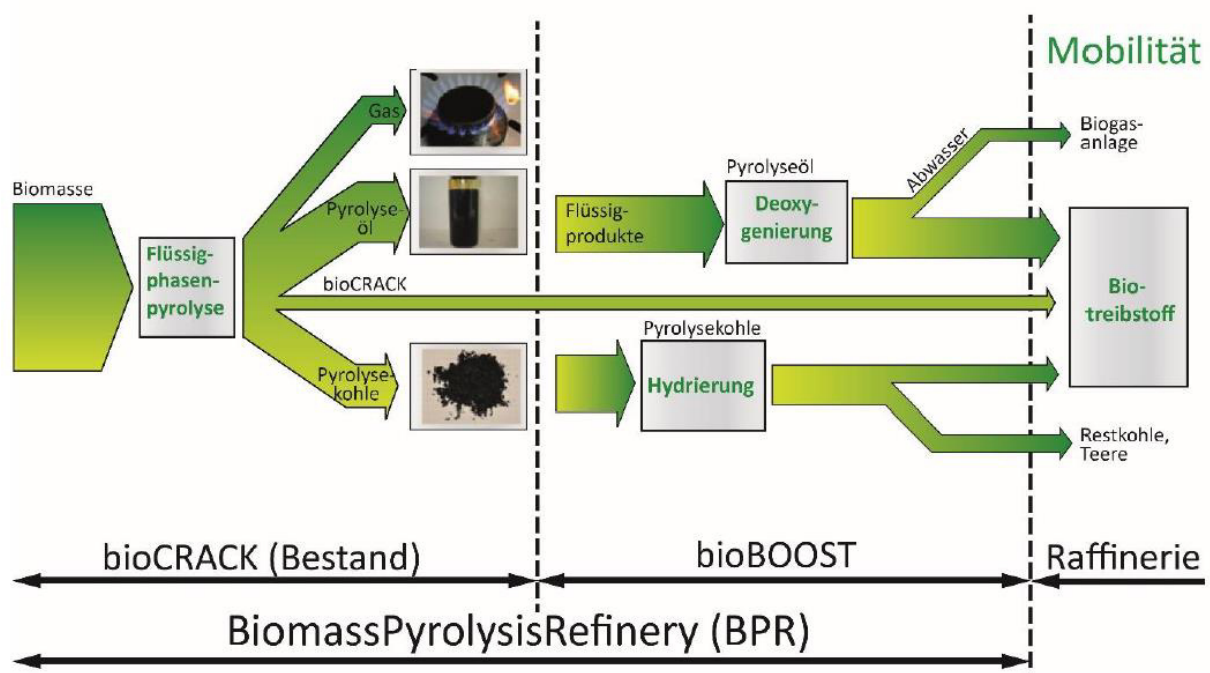 Mobilität
Gas
Biogas-
anlage
Abwasser
Biomasse
Pyrolyseöl
Pyrolyse-
öl
Flüssig-
produkte
Deoxy-
genierung
Flüssig-
phasen-
pyrolyse
bioCRACK
Bio-
treibstoff
Pyrolysekohle
Pyrolyse-
kohle
Hydrierung
Restkohle,
Teere
bioCRACK (Bestand)
bioBOOST
Raffinerie
BiomassPyrolysisRefinery (BPR)